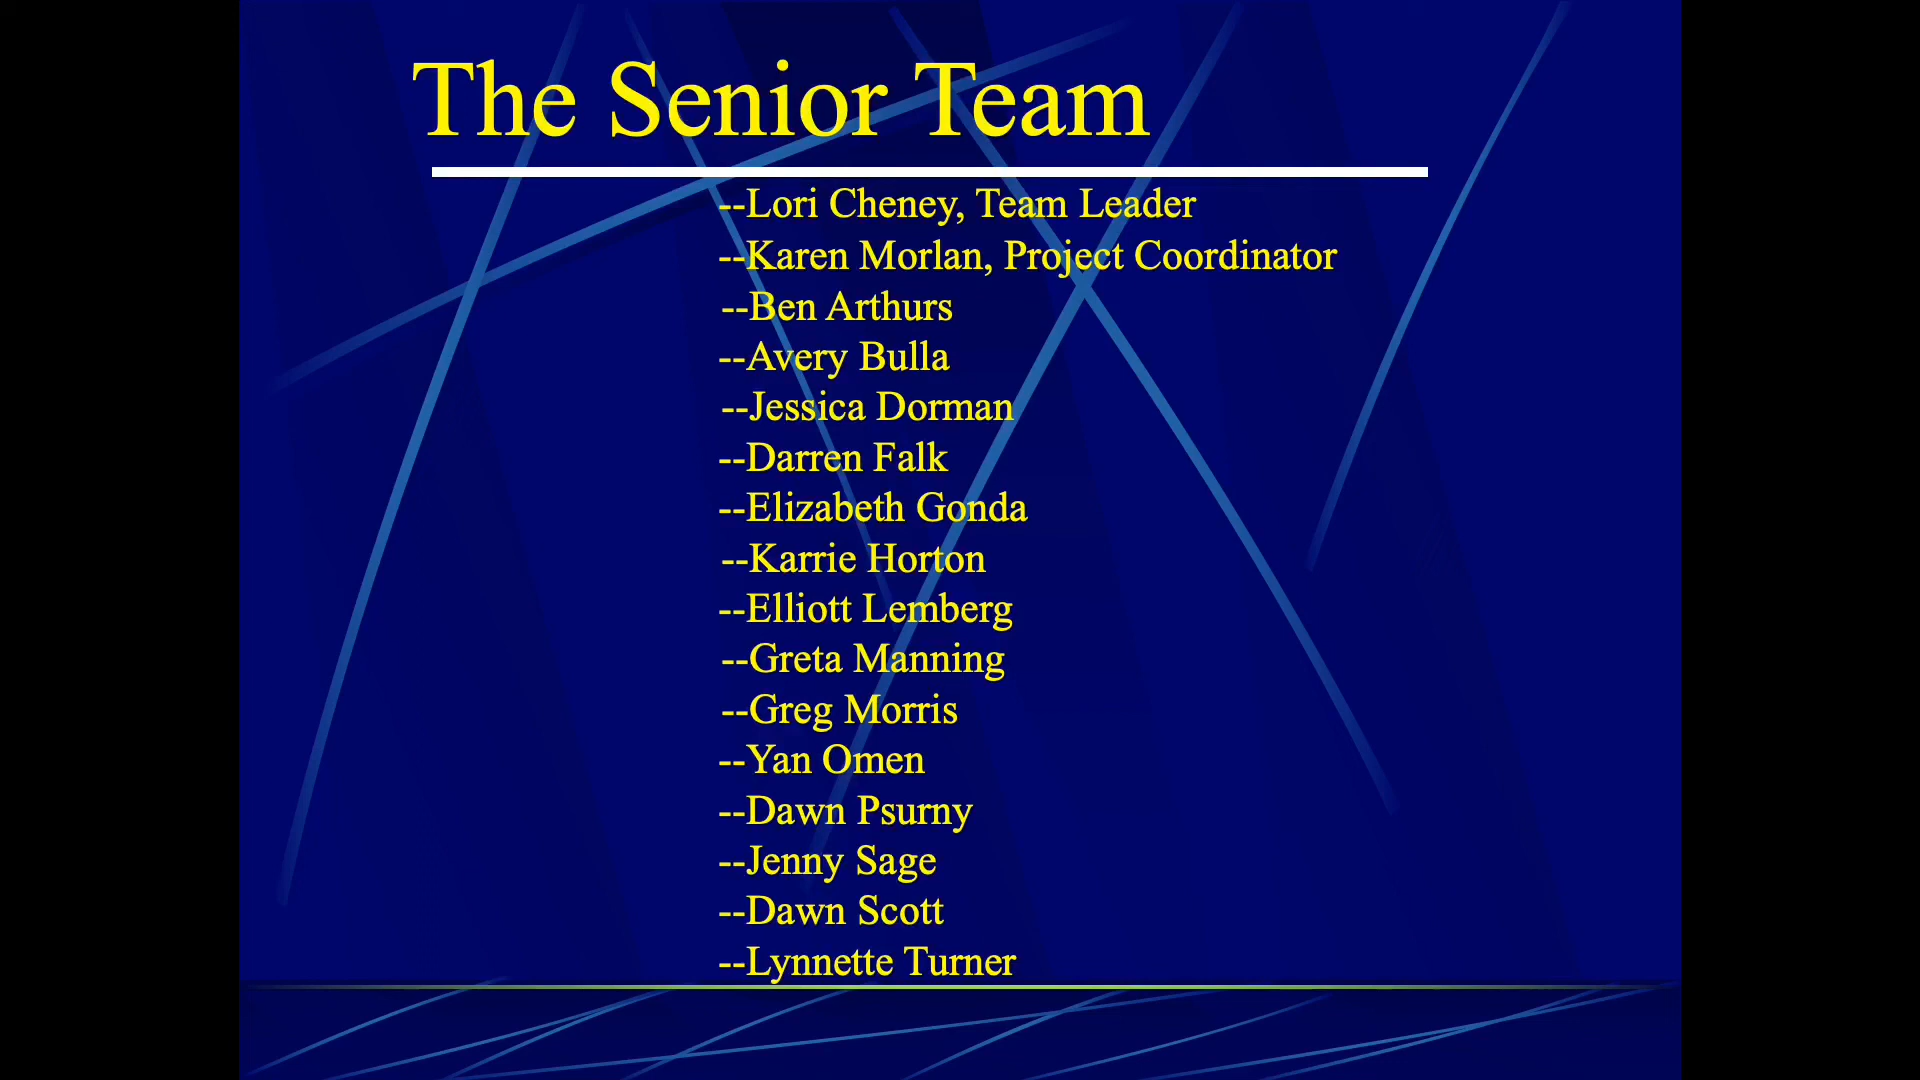 The Senior Team
--Lori Cheney, Team Leader
--Karen Morlan, Project Coordinator
--Ben Arthurs
--Avery Bulla
--Jessica Dorman
--Darren Falk
--Elizabeth Gonda
--Karrie Horton
--Elliott Lemberg
--Greta Manning
--Greg Morris
--Yan Omen
--Dawn Psurny
--Jenny Sage
--Dawn Scott
--Lynnette Turner